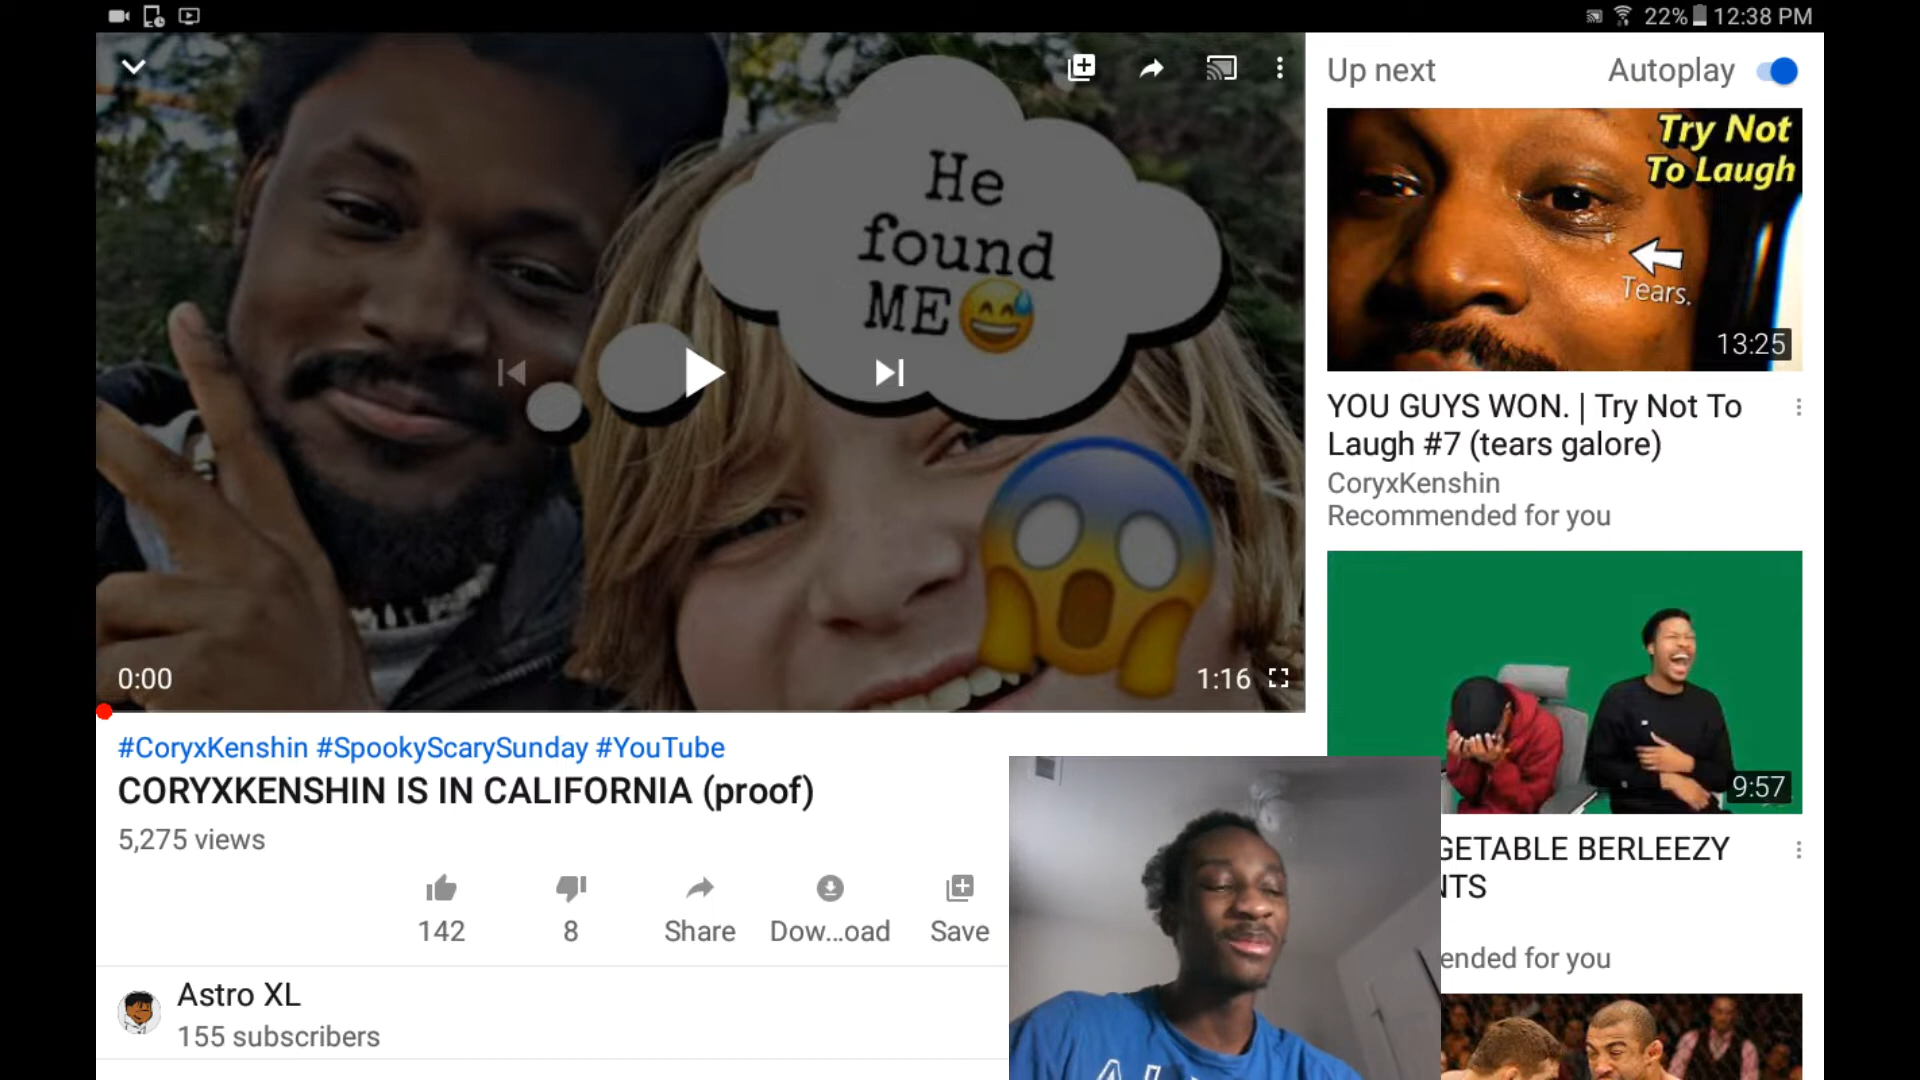 22% 12:38 PM
He
found
ME
0:00
1:16
#CoryxKenshin #SpookyScarySunday #YouTube
CORYXKENSHIN IS IN CALIFORNIA (proof)
5,275 views
142
8
Share
Dow...oad
Save
Astro XL
155 subscribers
Up next
Autoplay
Try Not
To Laugh
Tears.
13:25
YOU GUYS WON. | Try Not To
Laugh #7 (tears galore)
CoryxKenshin
Recommended for you
9:57
GETABLE BERLEEZY
NTS
ended for you